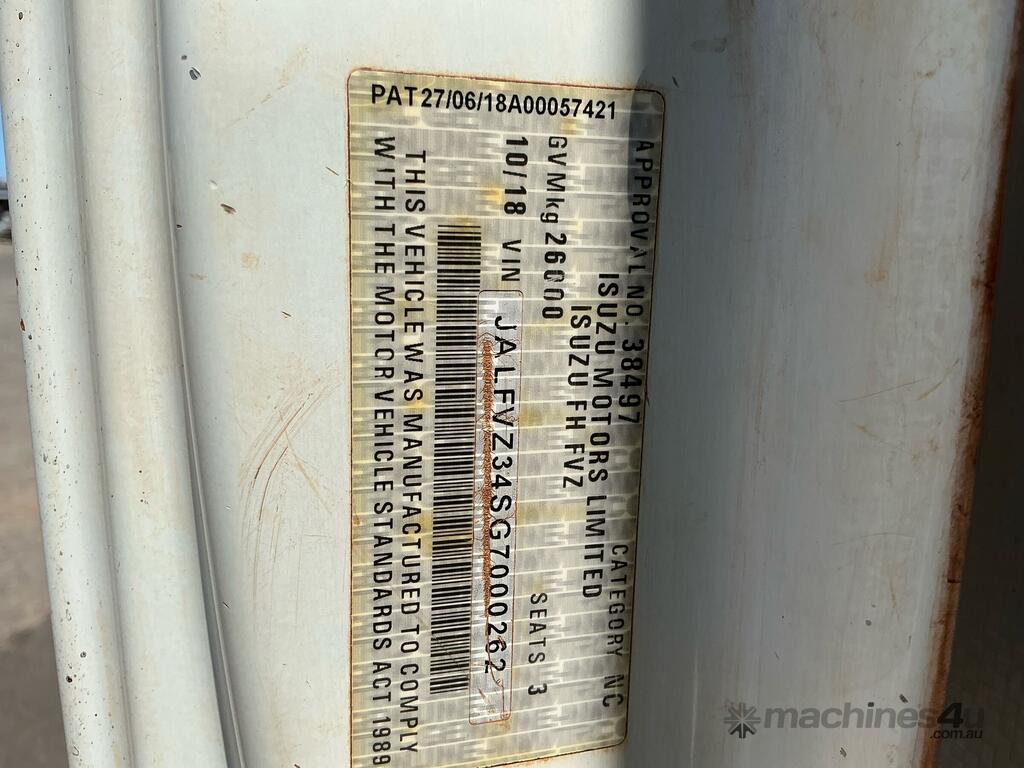 PAT27/06/18A00057421
APPROVAL NO. 38497 CATEGORY NC
ISUZU MOTORS LIMITED
ISUZU FH FVZ
GVM kg 26000 SEATS 3
10/18 VIN JALFVZ34SG7000262
THIS VEHICLE WAS MANUFACTURED TO COMPLY
WITH THE MOTOR VEHICLE STANDARDS ACT 1989
machines4u
.com.au